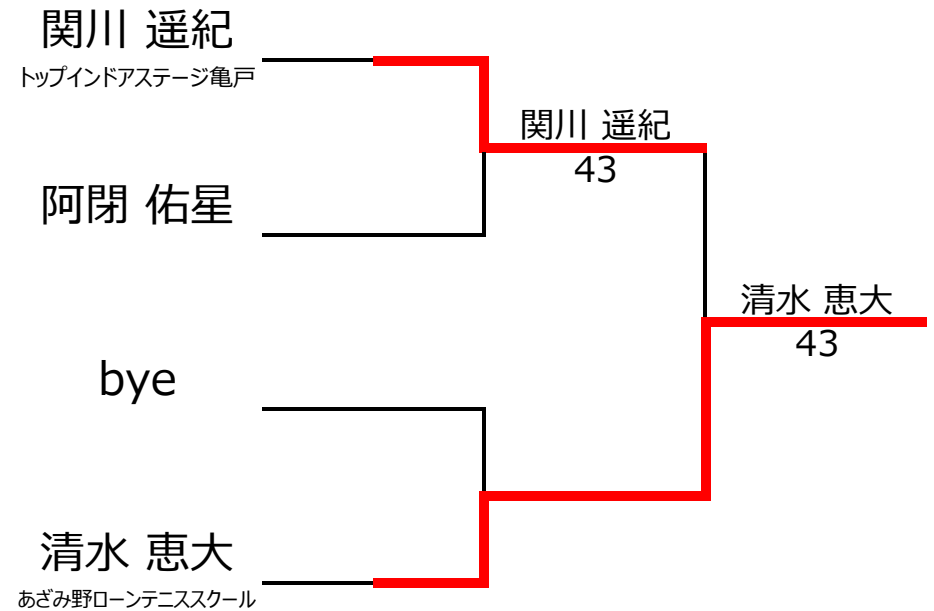 関川 遥紀
トップインドアステージ亀戸
関川 遥紀
43
阿閉 佑星
清水 恵大
43
bye
清水 恵大
あざみ野ローンテニススクール